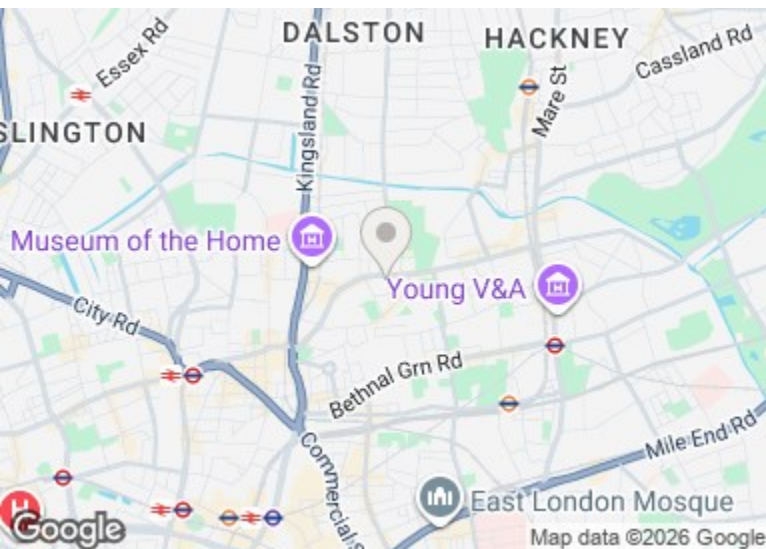 DALSTON
HACKNEY
Essex Rd
Cassland Rd
Kingsland Rd
Mare St
SLINGTON
Museum of the Home
Young V&A
City Rd
Bethnal Grn Rd
Commercial S
Mile End Rd
East London Mosque
H
Google
Map data ©2026 Google